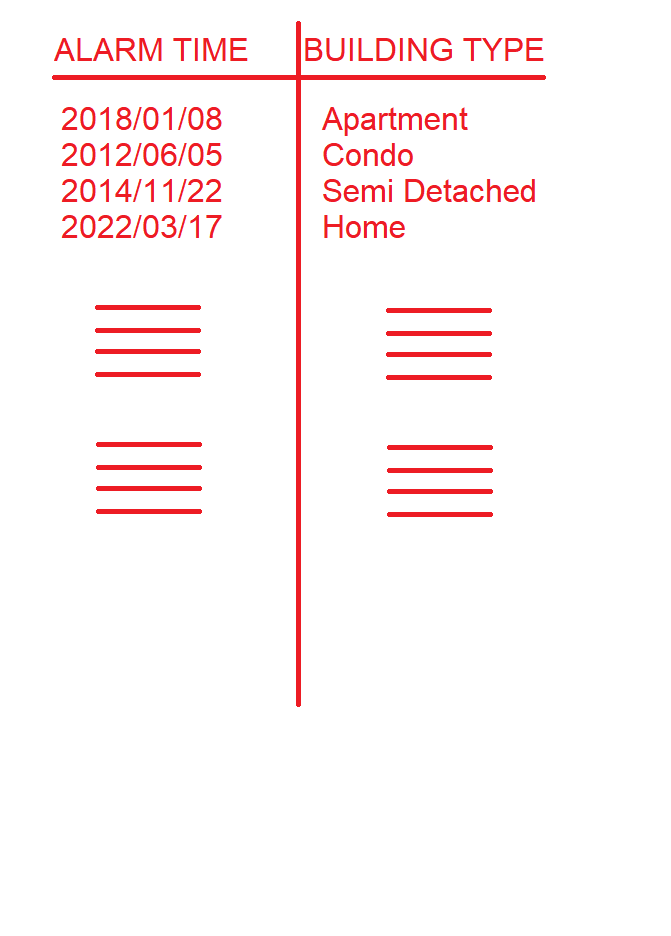 ALARM TIME BUILDING TYPE
2018/01/08 Apartment
2012/06/05 Condo
2014/11/22 Semi Detached
2022/03/17 Home